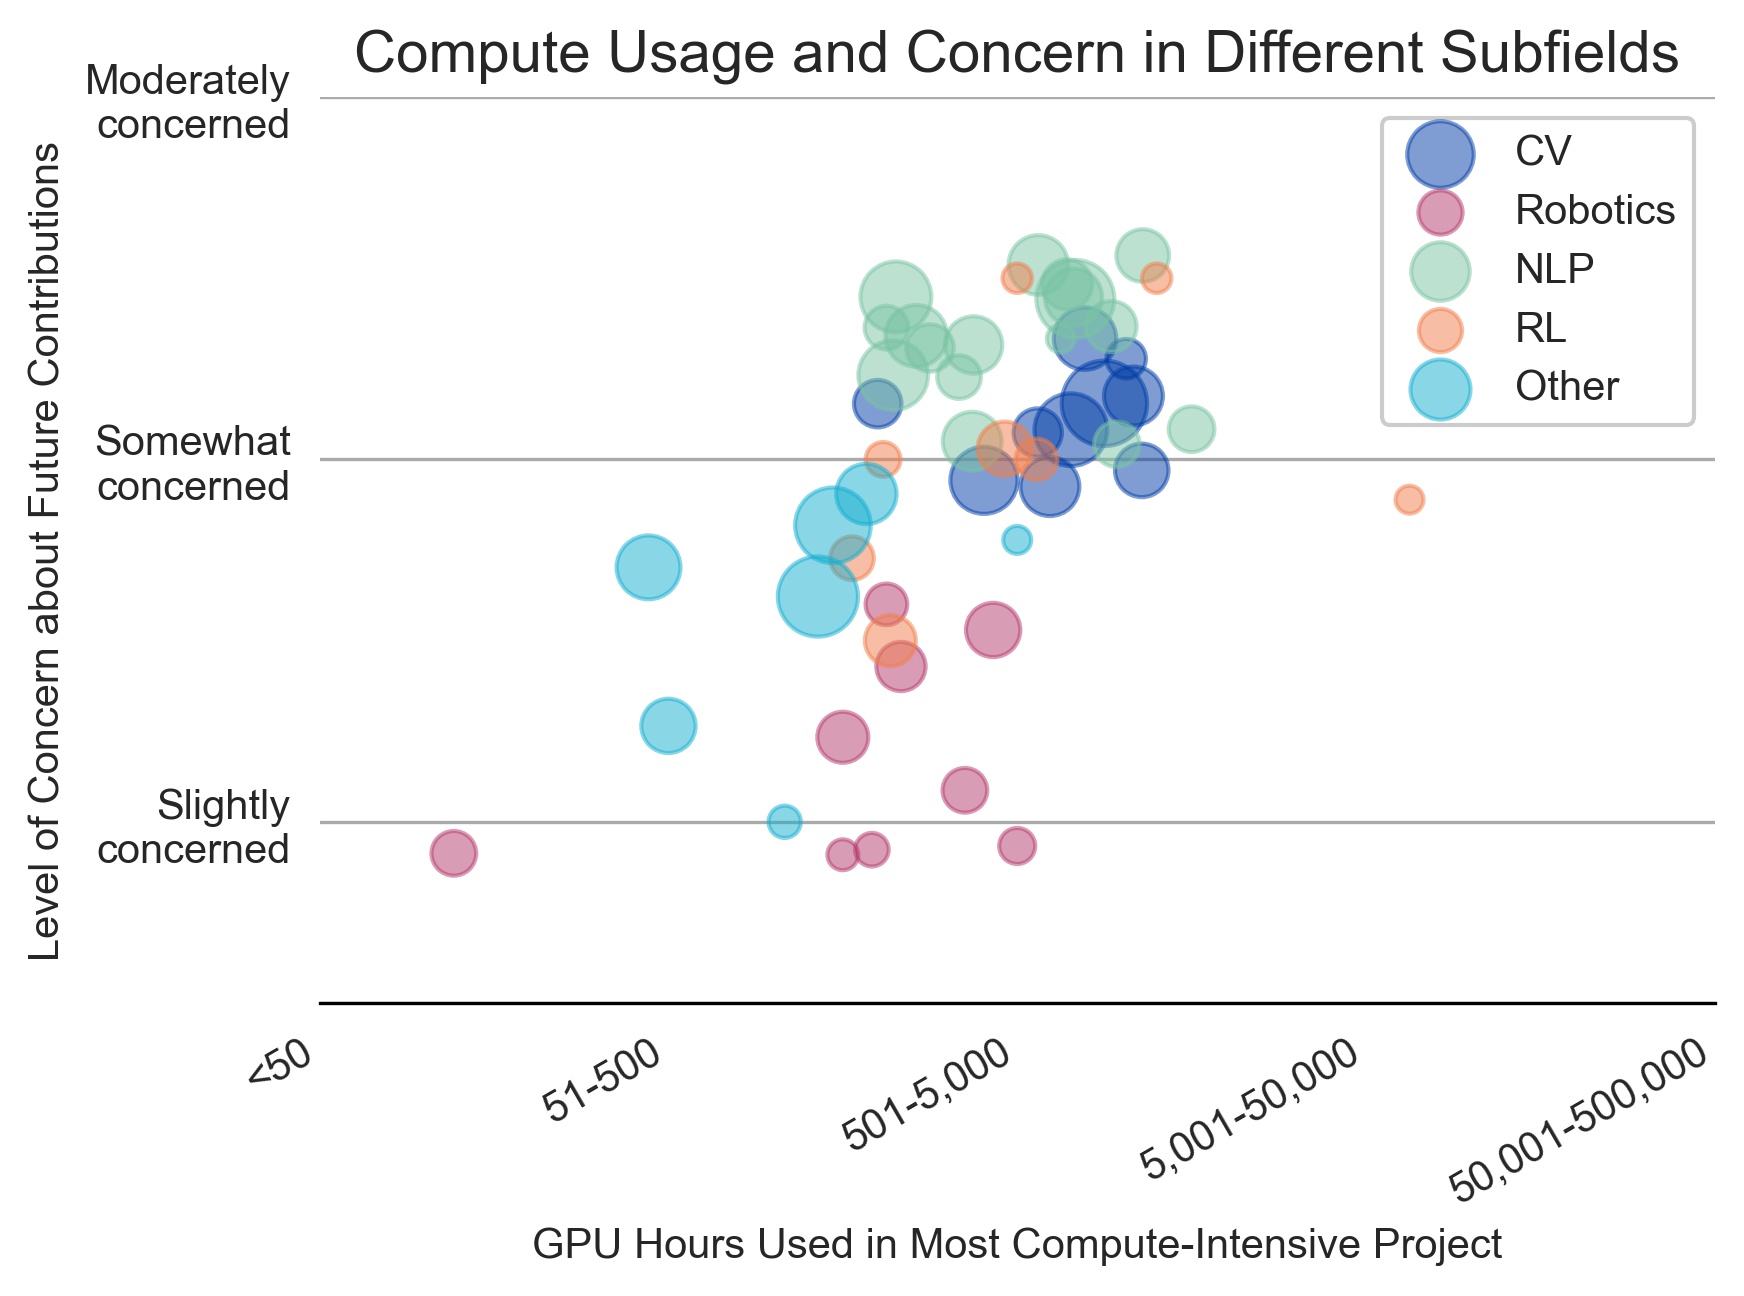 Compute Usage and Concern in Different Subfields
Moderately
concerned
Somewhat
concerned
Slightly
concerned
Level of Concern about Future Contributions
CV
Robotics
NLP
RL
Other
<50
51-500
501-5,000
5,001-50,000
50,001-500,000
GPU Hours Used in Most Compute-Intensive Project